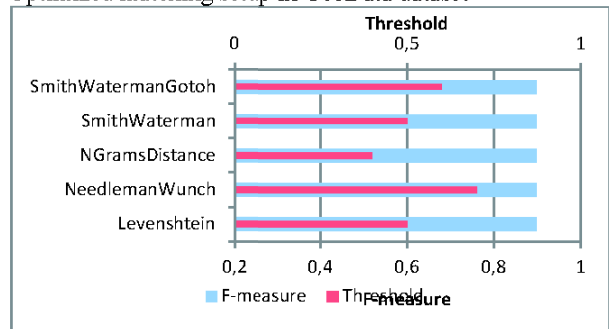 Threshold
0 0,5 1
SmithWatermanGotoh
SmithWaterman
NGramsDistance
NeedlemanWunch
Levenshtein
0,2 0,4 0,6 0,8 1
F-measure Threshold
F-measure